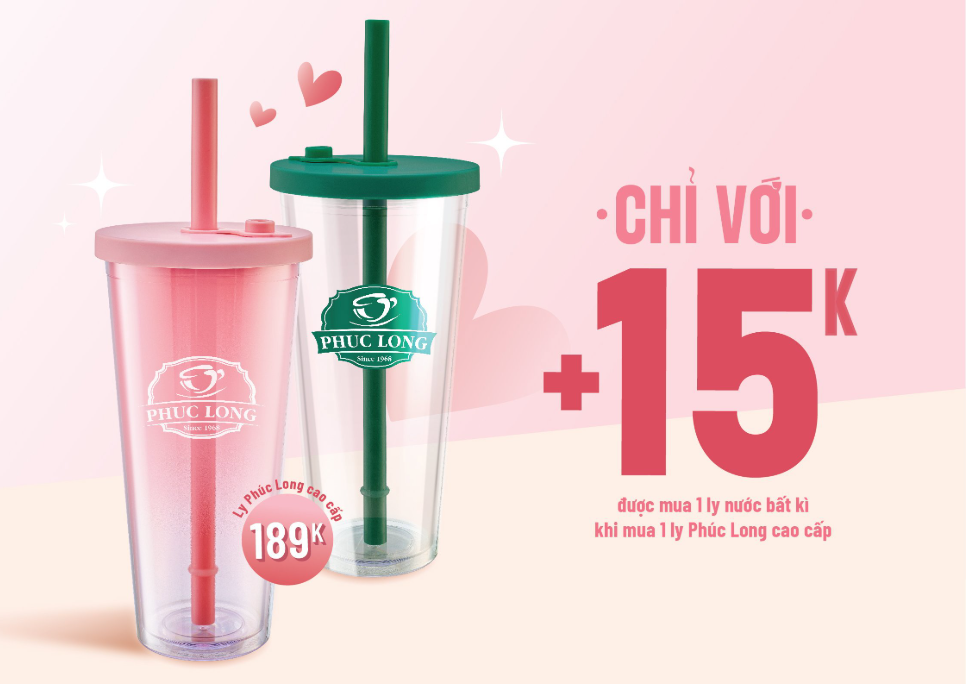 PHUC LONG
Since 1968
PHUC LONG
Since 1968
Ly Phúc Long cao cấp
189K
•CHỈ VỚI•
+15K
được mua 1 ly nước bất kì
khi mua 1 ly Phúc Long cao cấp